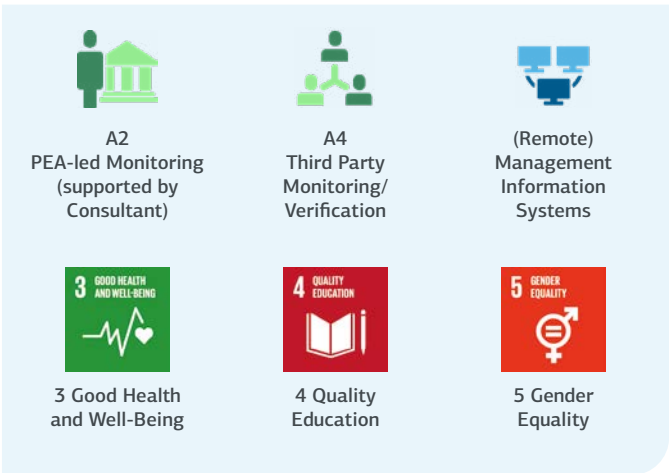 A2
PEA-led Monitoring
(supported by
Consultant)
A4
Third Party
Monitoring/
Verification
(Remote)
Management
Information
Systems
3 GOOD HEALTH
AND WELL-BEING
4 QUALITY
EDUCATION
5 GENDER
EQUALITY
3 Good Health
and Well-Being
4 Quality
Education
5 Gender
Equality